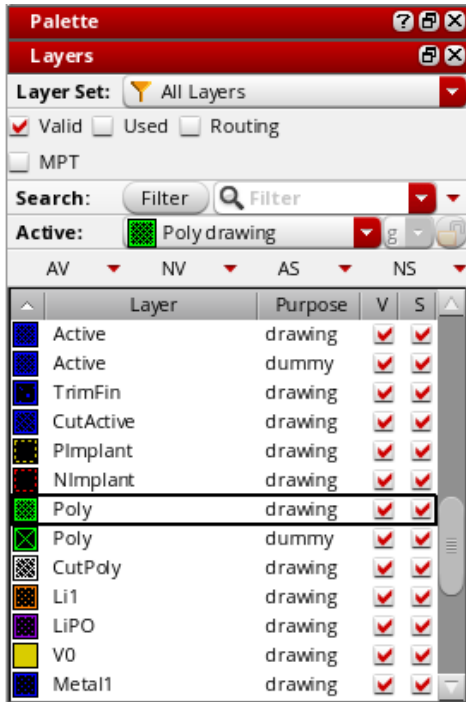 Palette
Layers
Layer Set: All Layers
Valid Used Routing
MPT
Search: Filter Filter
Active: Poly drawing g
AV NV AS NS
Layer Purpose V S
Active drawing
Active dummy
TrimFin drawing
CutActive drawing
PImplant drawing
NImplant drawing
Poly drawing
Poly dummy
CutPoly drawing
Li1 drawing
LiPO drawing
V0 drawing
Metal1 drawing